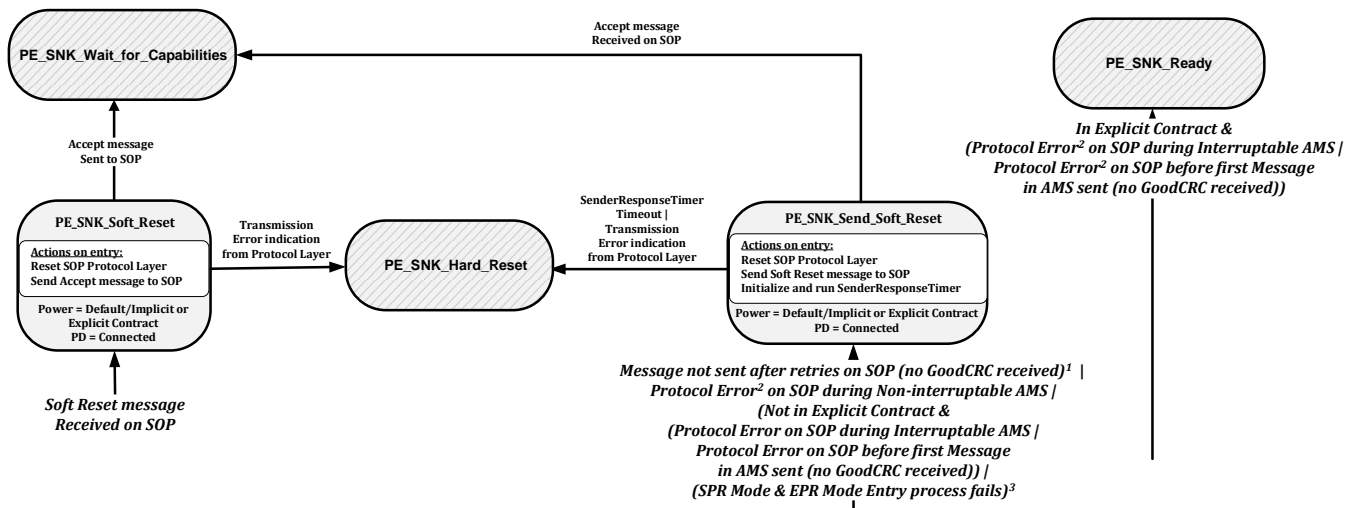 Accept message
Received on SOP
PE_SNK_Wait_for_Capabilities
PE_SNK_Ready
Accept message
Sent to SOP
In Explicit Contract &
(Protocol Error² on SOP during Interruptable AMS |
Protocol Error² on SOP before first Message
in AMS sent (no GoodCRC received))
PE_SNK_Soft_Reset
Actions on entry:
Reset SOP Protocol Layer
Send Accept message to SOP
Power = Default/Implicit or
Explicit Contract
PD = Connected
Transmission
Error indication
from Protocol Layer
PE_SNK_Hard_Reset
SenderResponseTimer
Timeout |
Transmission
Error indication
from Protocol Layer
PE_SNK_Send_Soft_Reset
Actions on entry:
Reset SOP Protocol Layer
Send Soft Reset message to SOP
Initialize and run SenderResponseTimer
Power = Default/Implicit or Explicit Contract
PD = Connected
Soft Reset message
Received on SOP
Message not sent after retries on SOP (no GoodCRC received)¹ |
Protocol Error² on SOP during Non-interruptable AMS |
(Not in Explicit Contract &
(Protocol Error on SOP during Interruptable AMS |
Protocol Error on SOP before first Message
in AMS sent (no GoodCRC received)) |
(SPR Mode & EPR Mode Entry process fails)³